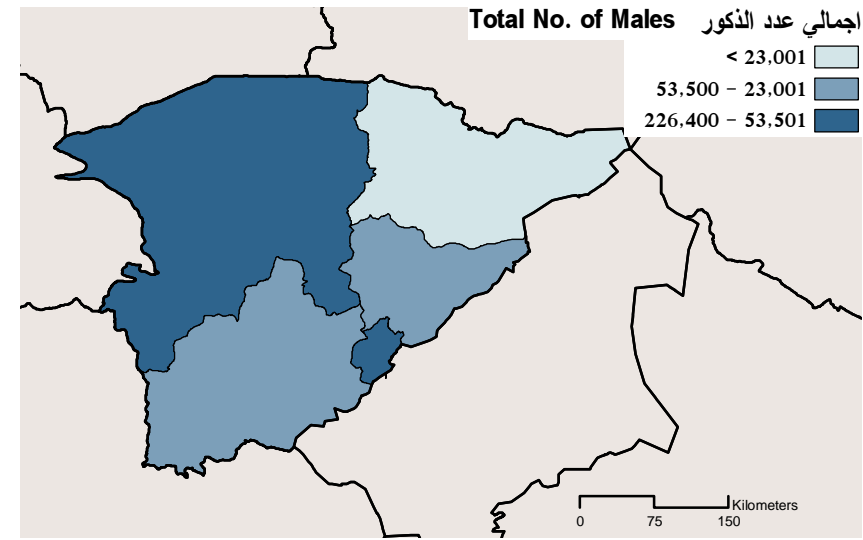 Total No. of Males اجمالي عدد الذكور
< 23,001
53,500 - 23,001
226,400 - 53,501
Kilometers
0 75 150